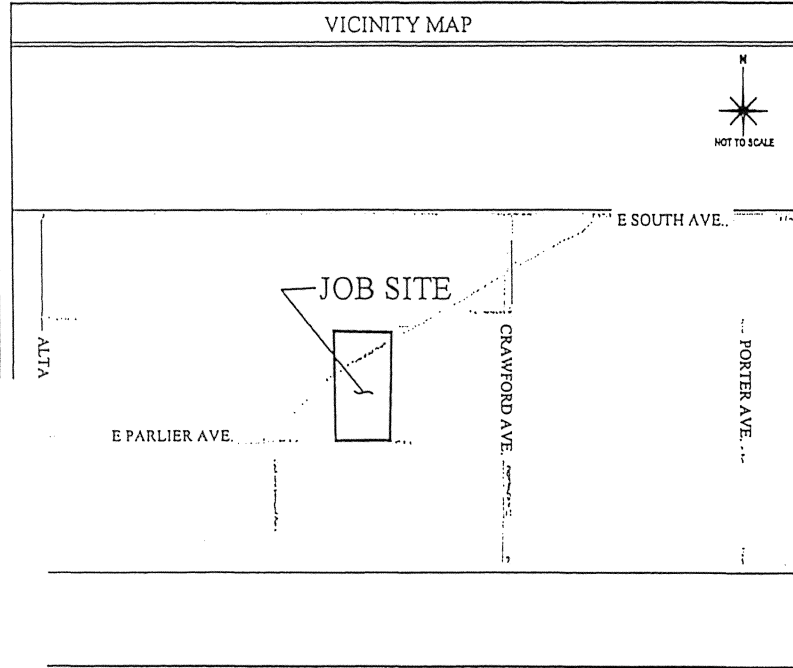 VICINITY MAP
N
NOT TO SCALE
E SOUTH AVE..
JOB SITE
ALTA
CRAWFORD AVE.
PORTER AVE.
E PARLIER AVE.